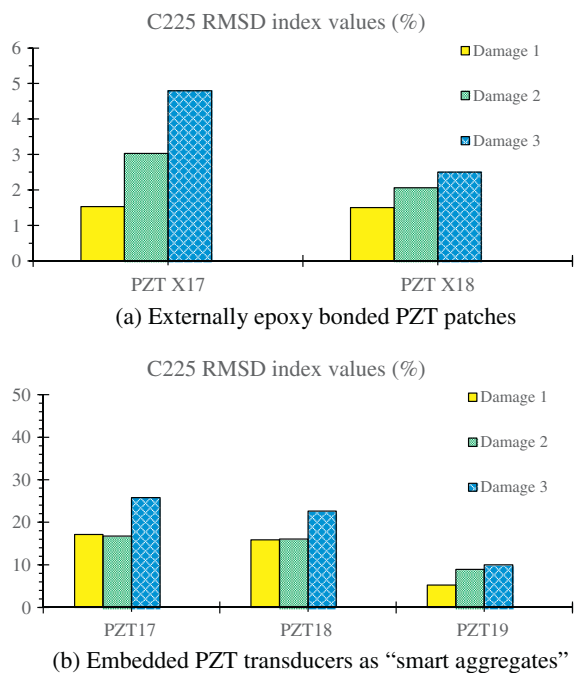 C225 RMSD index values (%)
6
5
4
3
2
1
0
Damage 1
Damage 2
Damage 3
PZT X17 PZT X18
(a) Externally epoxy bonded PZT patches
C225 RMSD index values (%)
50
40
30
20
10
0
Damage 1
Damage 2
Damage 3
PZT17 PZT18 PZT19
(b) Embedded PZT transducers as “smart aggregates”